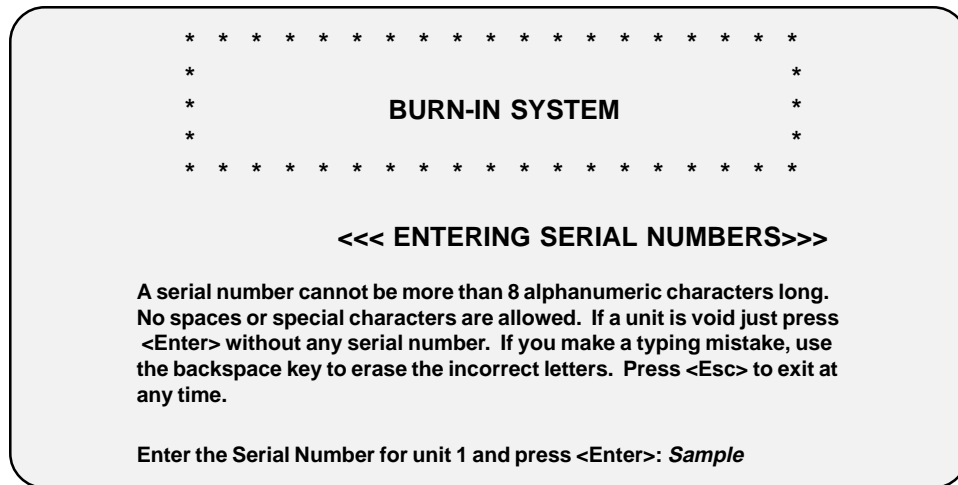 * * * * * * * * * * * * * * * * * * *
* *
* BURN-IN SYSTEM *
* *
* * * * * * * * * * * * * * * * * * *
<<< ENTERING SERIAL NUMBERS>>>
A serial number cannot be more than 8 alphanumeric characters long.
No spaces or special characters are allowed. If a unit is void just press
<Enter> without any serial number. If you make a typing mistake, use
the backspace key to erase the incorrect letters. Press <Esc> to exit at
any time.
Enter the Serial Number for unit 1 and press <Enter>: Sample